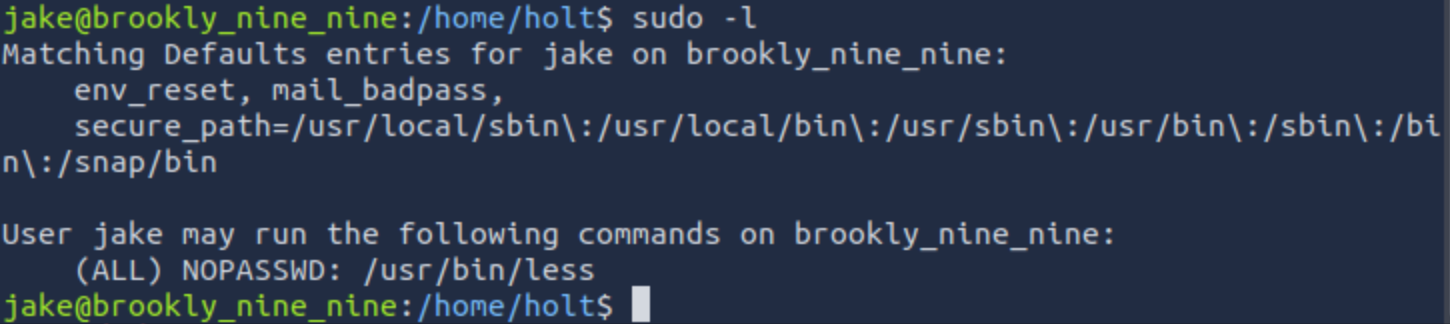 jake@brookly_nine_nine:/home/holt$ sudo -l
Matching Defaults entries for jake on brookly_nine_nine:
    env_reset, mail_badpass,
    secure_path=/usr/local/sbin\:/usr/local/bin\:/usr/sbin\:/usr/bin\:/sbin\:/bi
n\:/snap/bin

User jake may run the following commands on brookly_nine_nine:
    (ALL) NOPASSWD: /usr/bin/less
jake@brookly_nine_nine:/home/holt$